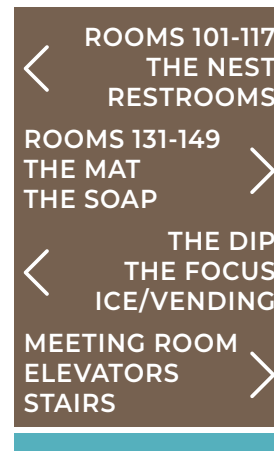 ROOMS 101-117
THE NEST
RESTROOMS
ROOMS 131-149
THE MAT
THE SOAP
THE DIP
THE FOCUS
ICE/VENDING
MEETING ROOM
ELEVATORS
STAIRS